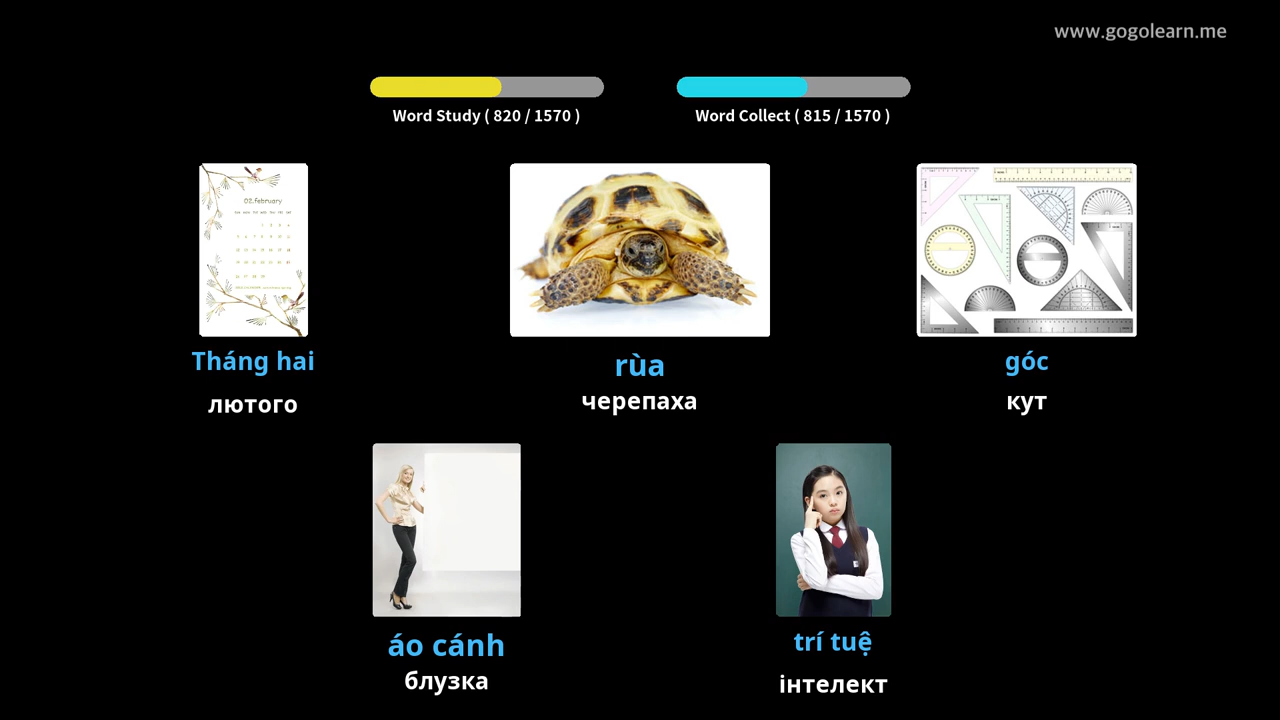 www.gogolearn.me
Word Study ( 820 / 1570 )
Word Collect ( 815 / 1570 )
02.february
Tháng hai
лютого
rùa
черепаха
góc
кут
áo cánh
блузка
trí tuệ
інтелект